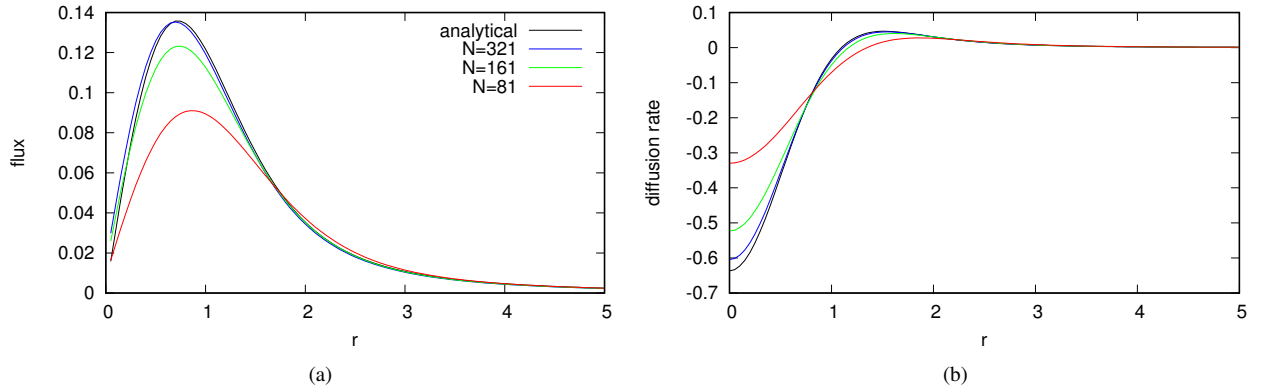 0.14
0.12
0.1
0.08
0.06
0.04
0.02
0
flux
0 1 2 3 4 5
r
analytical
N=321
N=161
N=81
(a)
0.1
0
-0.1
-0.2
-0.3
-0.4
-0.5
-0.6
-0.7
diffusion rate
0 1 2 3 4 5
r
(b)